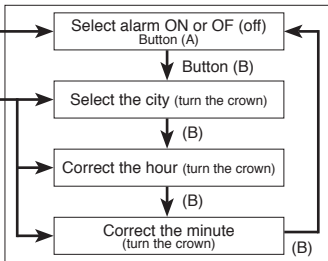 Select alarm ON or OF (off)
Button (A)
Button (B)
Select the city (turn the crown)
(B)
Correct the hour (turn the crown)
(B)
Correct the minute
(turn the crown)
(B)